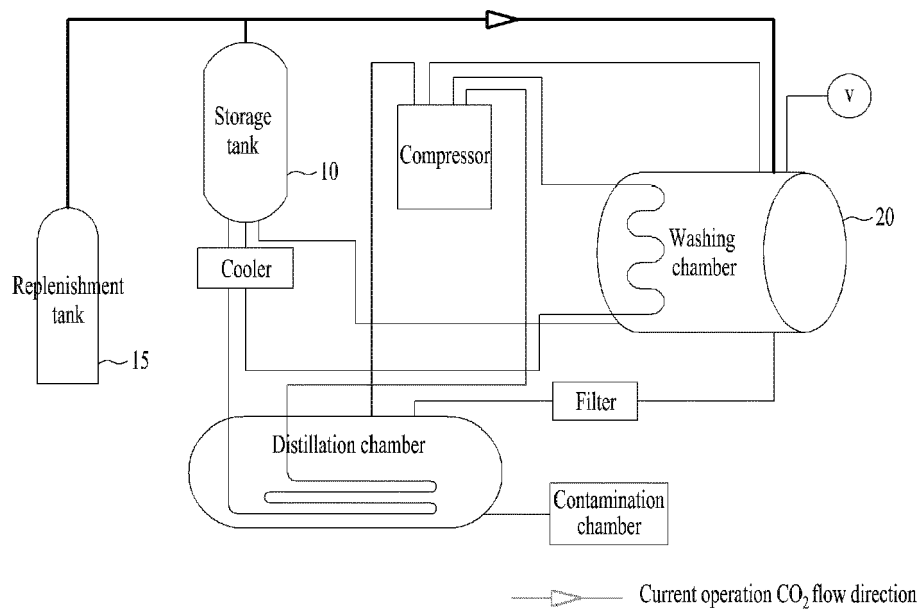 Storage
tank
10
Compressor
V
Washing
chamber
20
Cooler
Replenishment
tank
15
Filter
Distillation chamber
Contamination
chamber
Current operation CO₂ flow direction